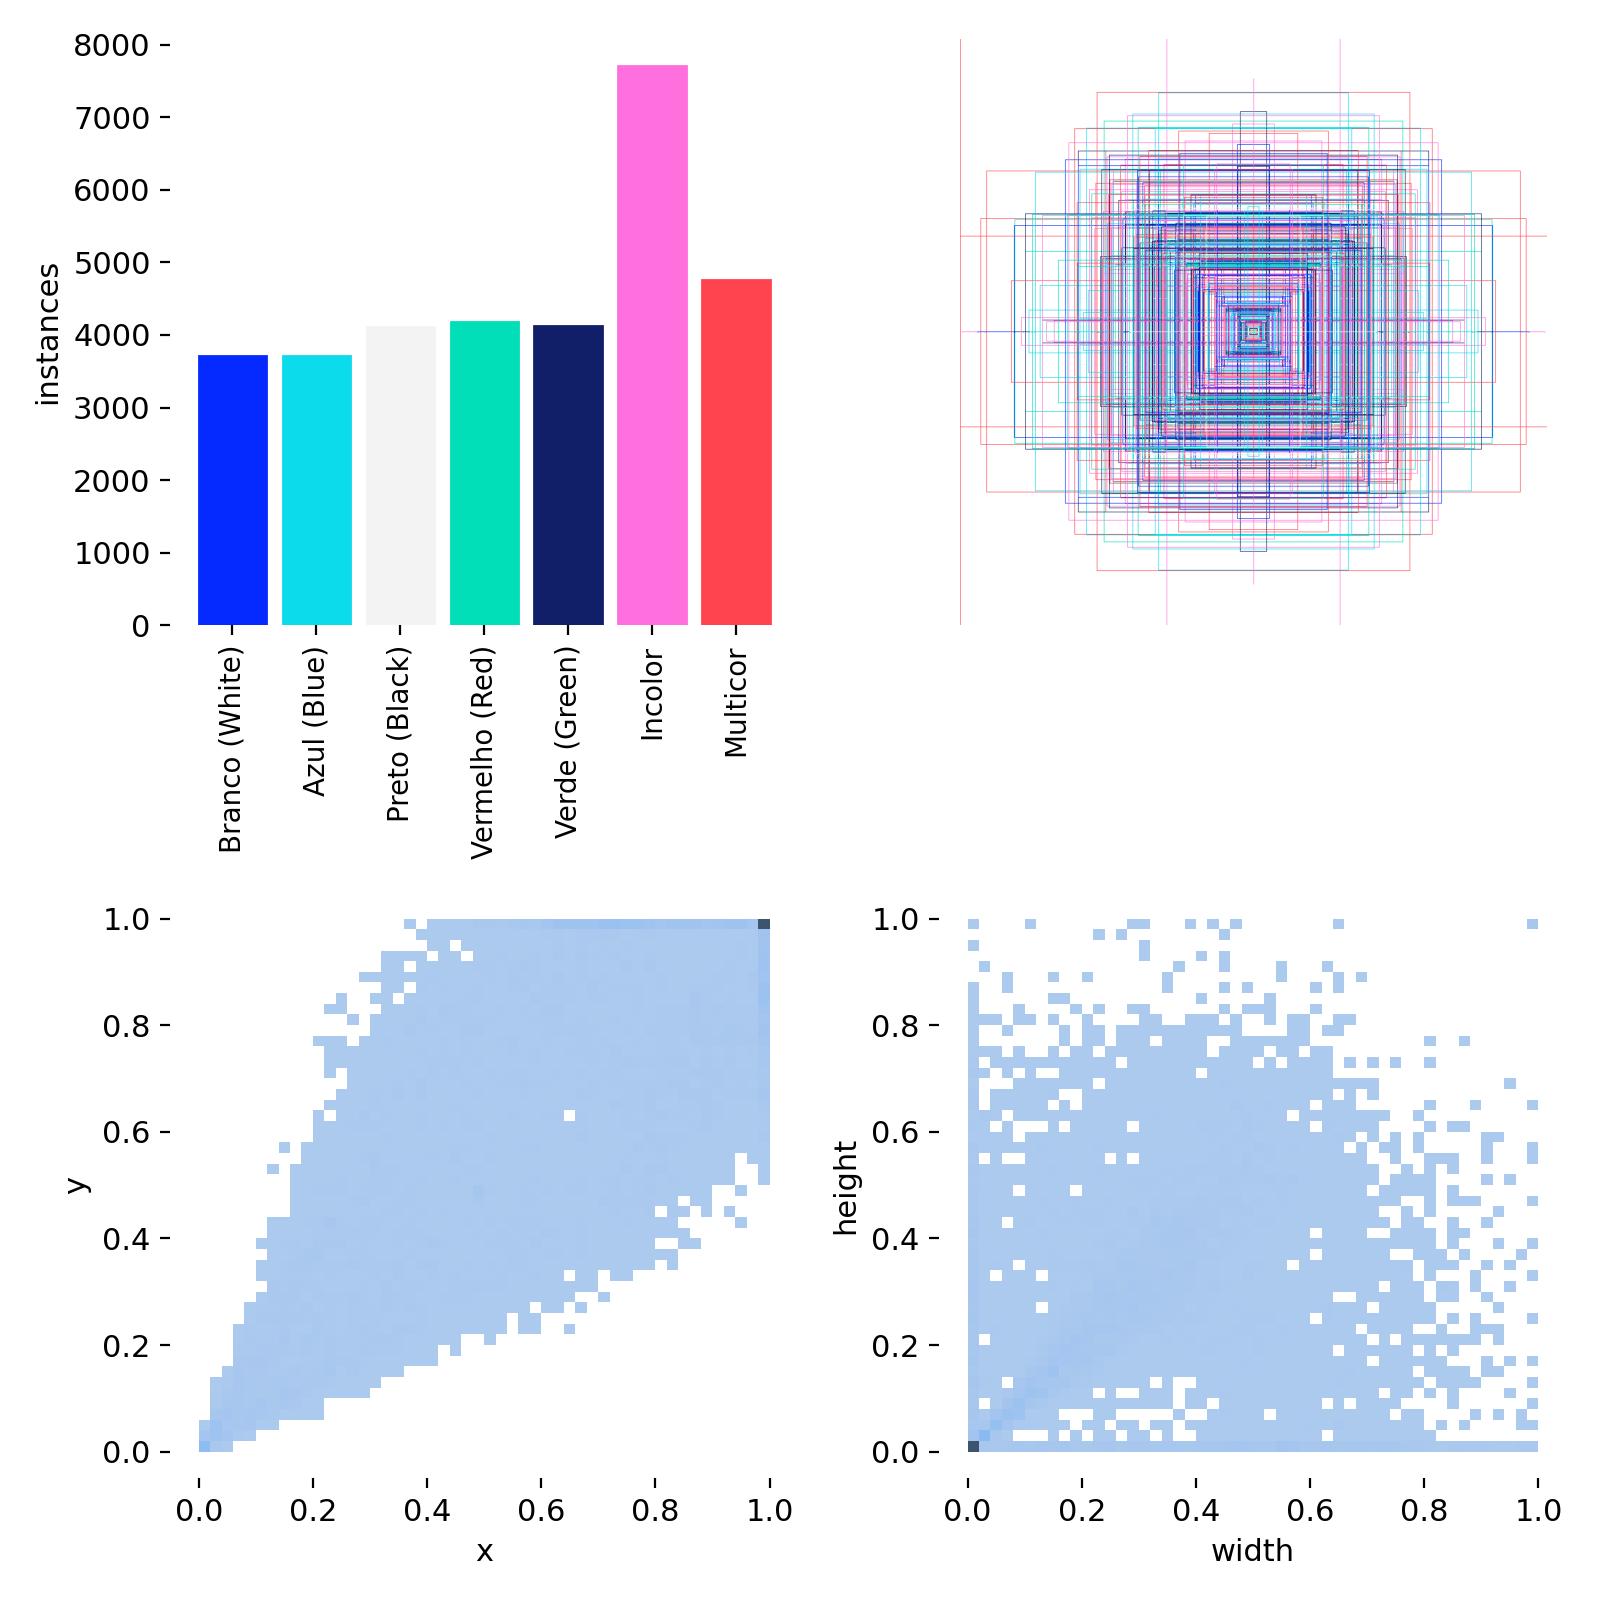 8000
7000
6000
5000
4000
3000
2000
1000
0
instances
Branco (White)
Azul (Blue)
Preto (Black)
Vermelho (Red)
Verde (Green)
Incolor
Multicor
1.0
0.8
0.6
0.4
0.2
0.0
y
0.0 0.2 0.4 0.6 0.8 1.0
x
1.0
0.8
0.6
0.4
0.2
0.0
height
0.0 0.2 0.4 0.6 0.8 1.0
width